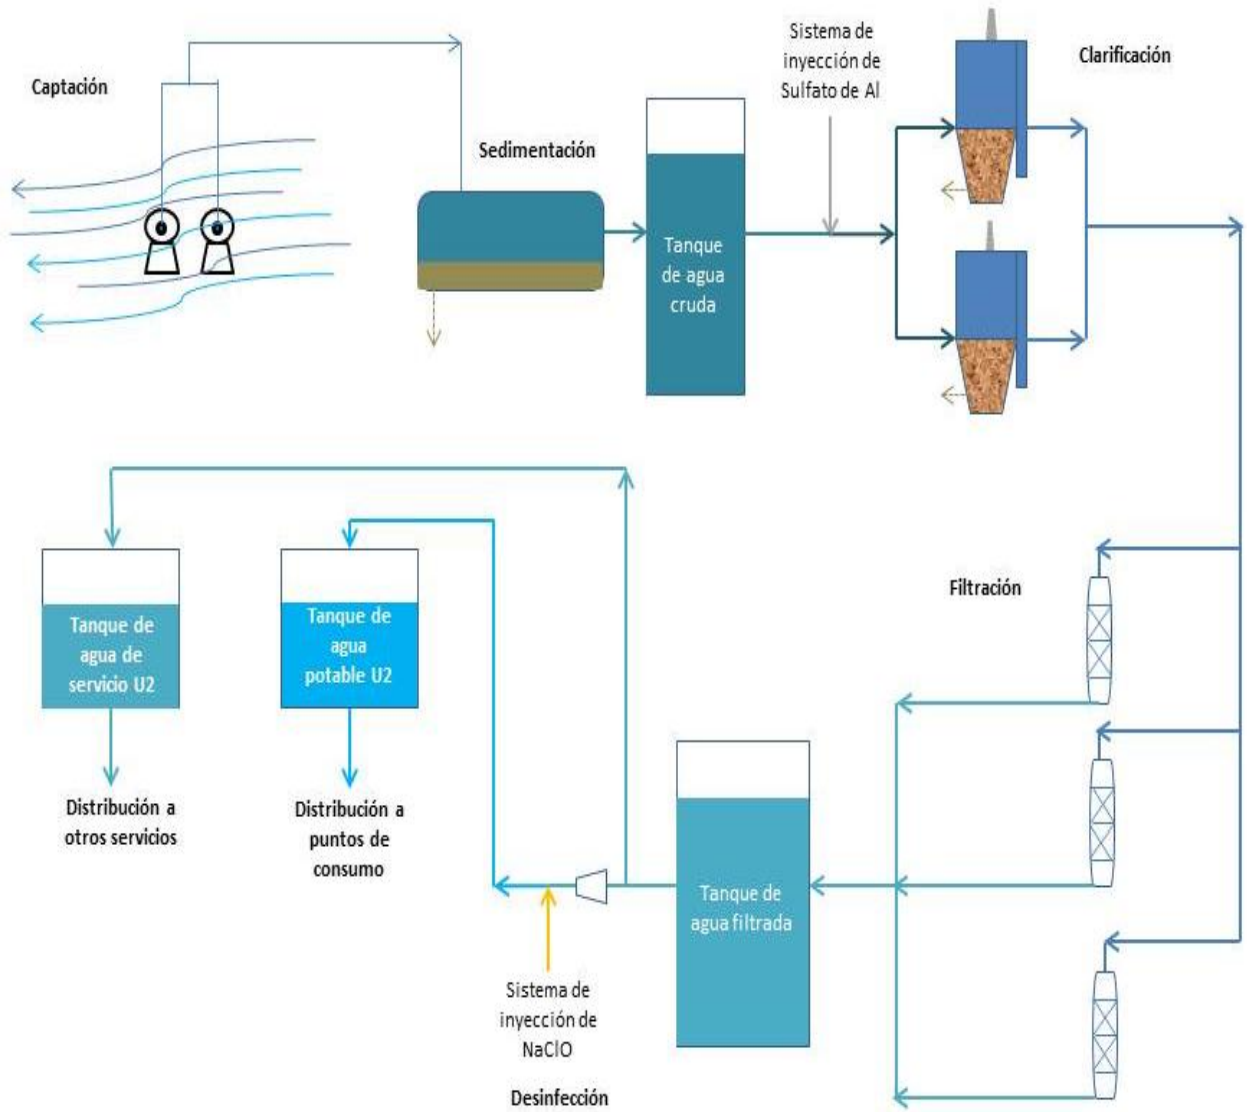 Captación
Sistema de
inyección de
Sulfato de Al
Clarificación
Sedimentación
Tanque
de agua
cruda
Filtración
Tanque de
agua de
servicio U2
Tanque de
agua
potable U2
Distribución a
otros servicios
Distribución a
puntos de
consumo
Tanque de
agua filtrada
Sistema de
inyección de
NaClO
Desinfección